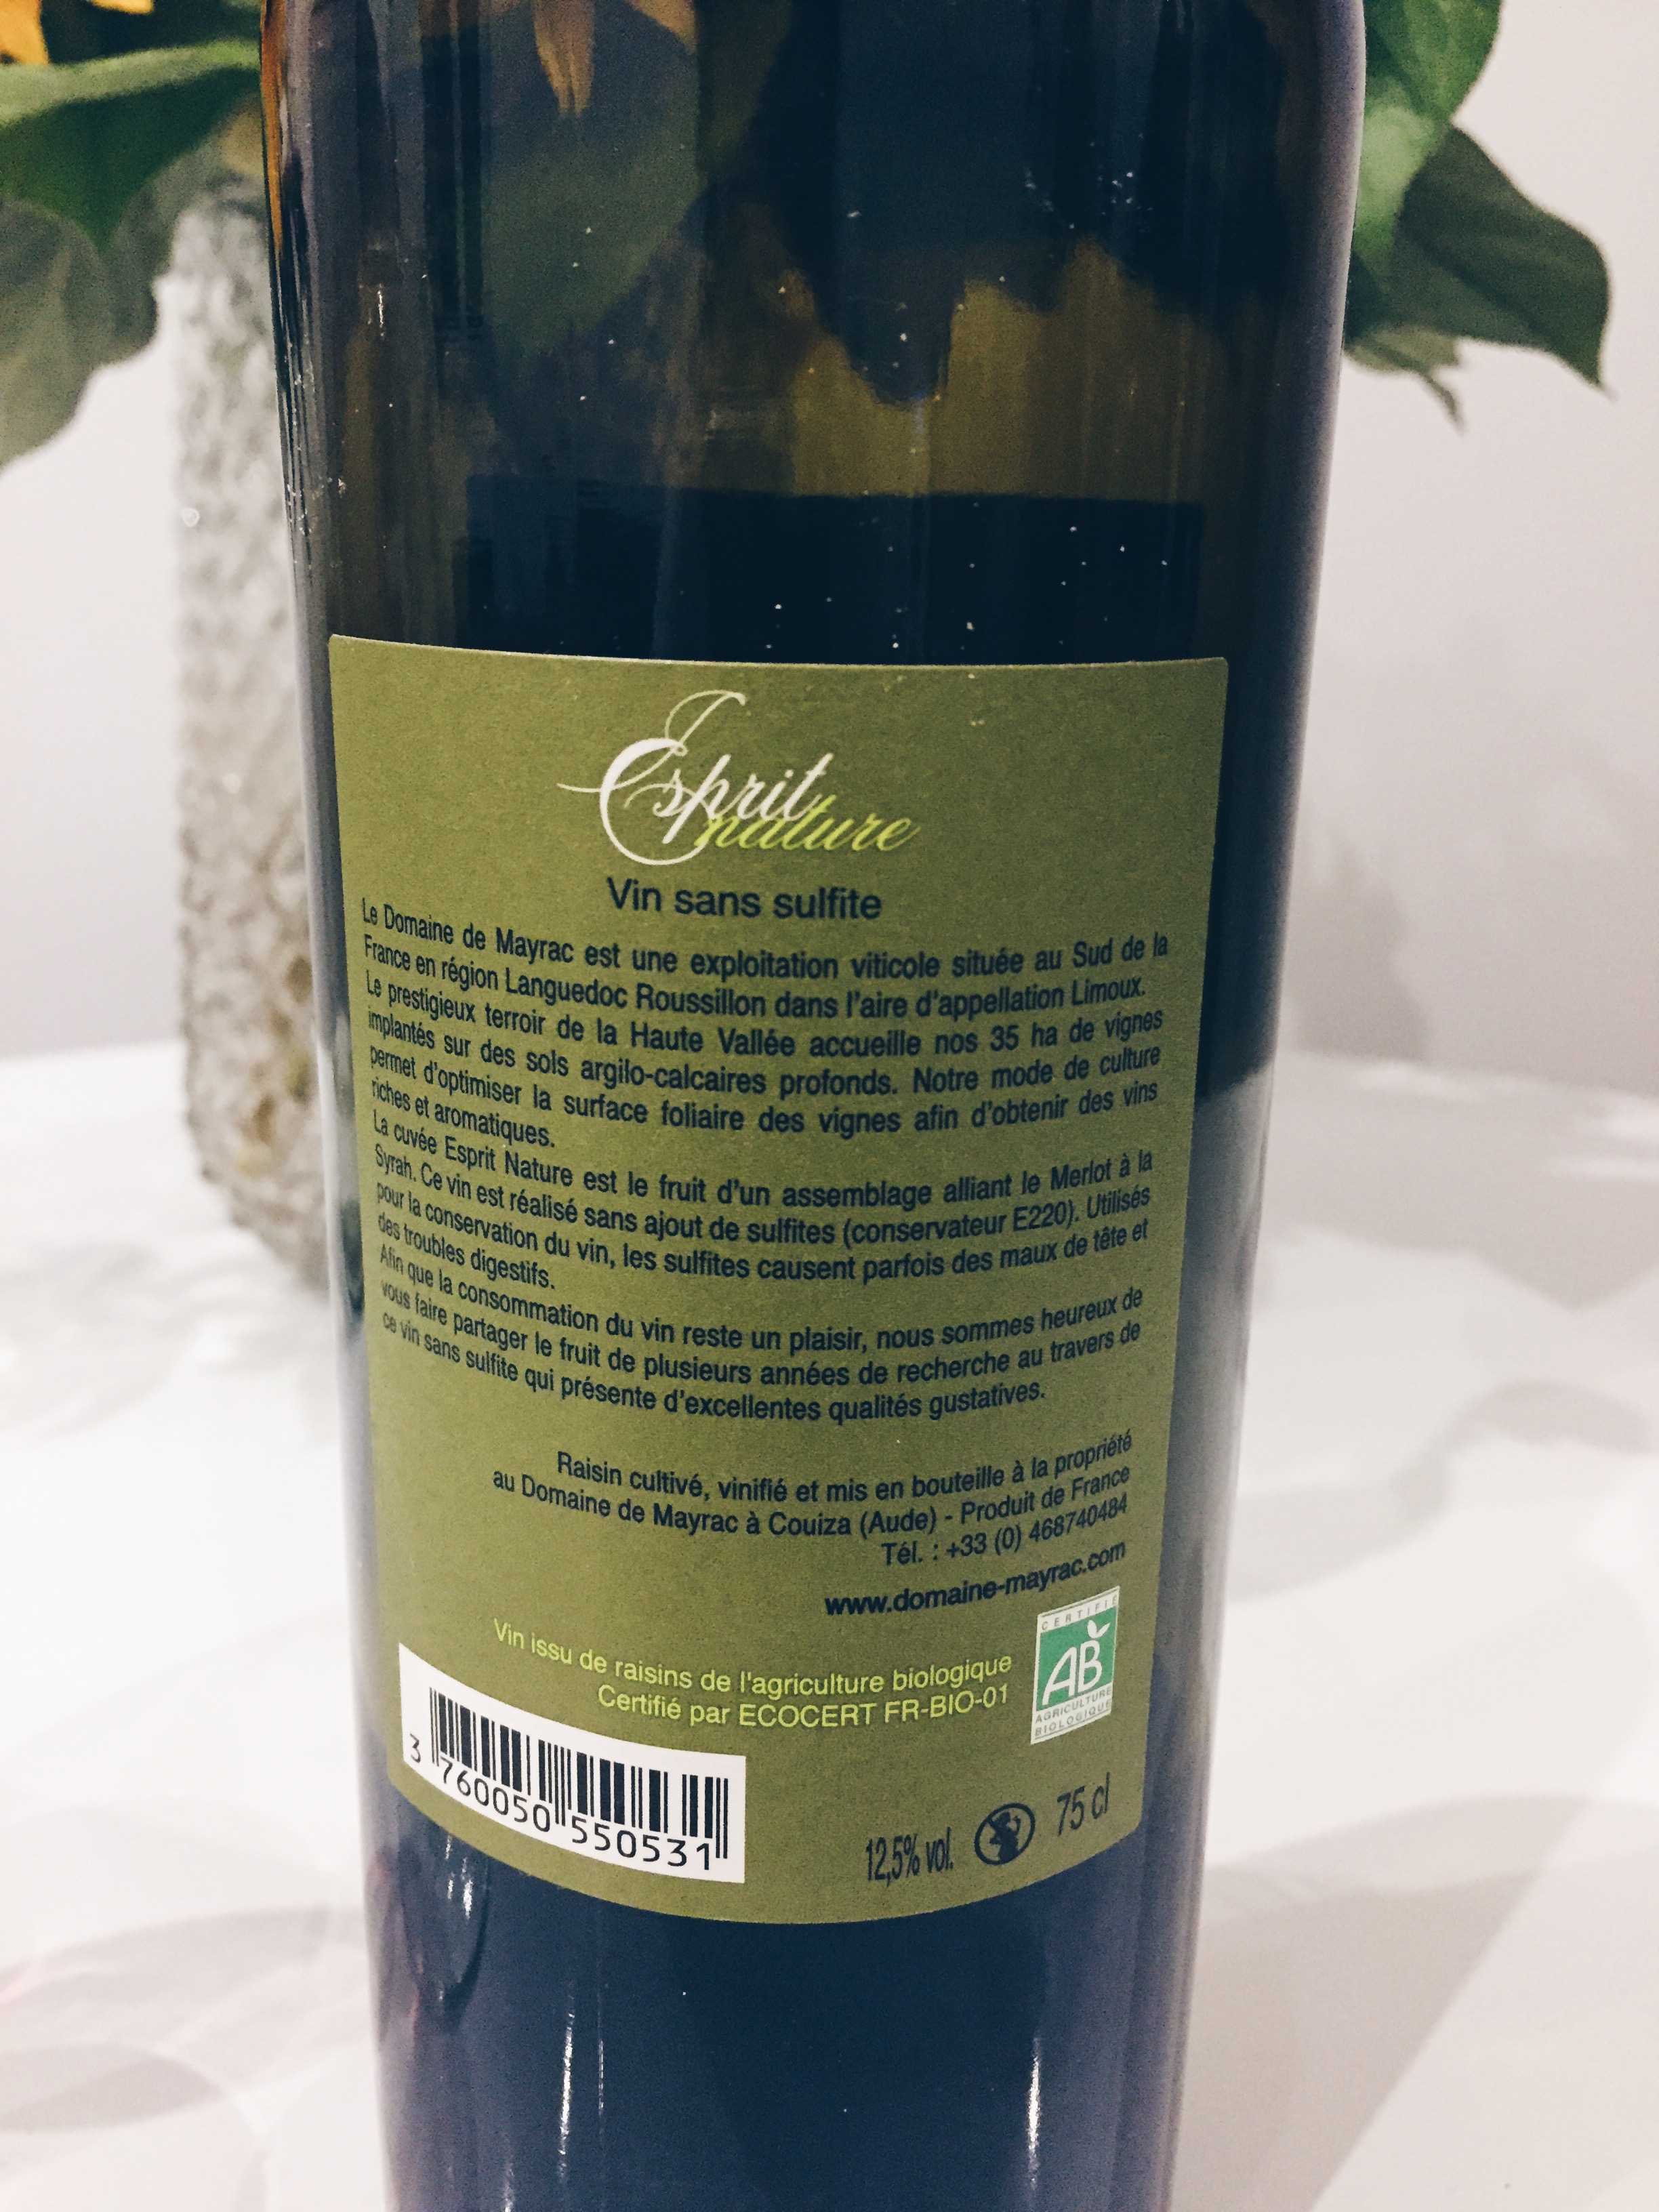 Esprit
nature
Vin sans sulfite
Le Domaine de Mayrac est une exploitation viticole située au Sud de la
France en région Languedoc Roussillon dans l'aire d'appellation Limoux.
Le prestigieux terroir de la Haute Vallée accueille nos 35 ha de vignes
implantés sur des sols argilo-calcaires profonds. Notre mode de culture
permet d'optimiser la surface foliaire des vignes afin d'obtenir des vins
riches et aromatiques.
La cuvée Esprit Nature est le fruit d'un assemblage alliant le Merlot à la
Syrah. Ce vin est réalisé sans ajout de sulfites (conservateur E220). Utilisés
pour la conservation du vin, les sulfites causent parfois des maux de tête et
des troubles digestifs.
Afin que la consommation du vin reste un plaisir, nous sommes heureux de
vous faire partager le fruit de plusieurs années de recherche au travers de
ce vin sans sulfite qui présente d'excellentes qualités gustatives.
Raisin cultivé, vinifié et mis en bouteille à la propriété
au Domaine de Mayrac à Couiza (Aude) - Produit de France
Tél. : +33 (0) 468740484
www.domaine-mayrac.com
Vin issu de raisins de l'agriculture biologique
Certifié par ECOCERT FR-BIO-01
CERTIFIÉ
AB
AGRICULTURE
BIOLOGIQUE
3 760050 550531
12,5% vol. 75 cl